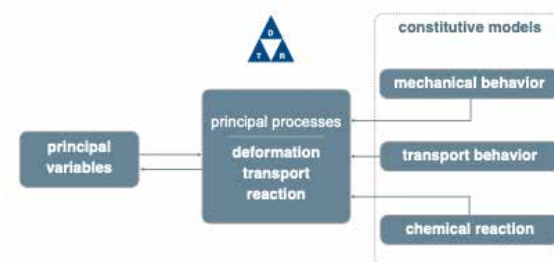 D
T R
constitutive models
mechanical behavior
principal processes
deformation
transport
reaction
principal
variables
transport behavior
chemical reaction